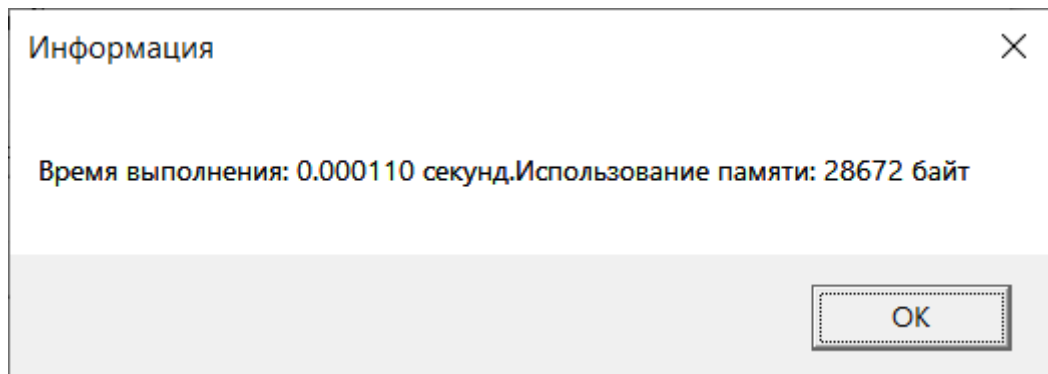 Информация
Время выполнения: 0.000110 секунд.Использование памяти: 28672 байт
OK